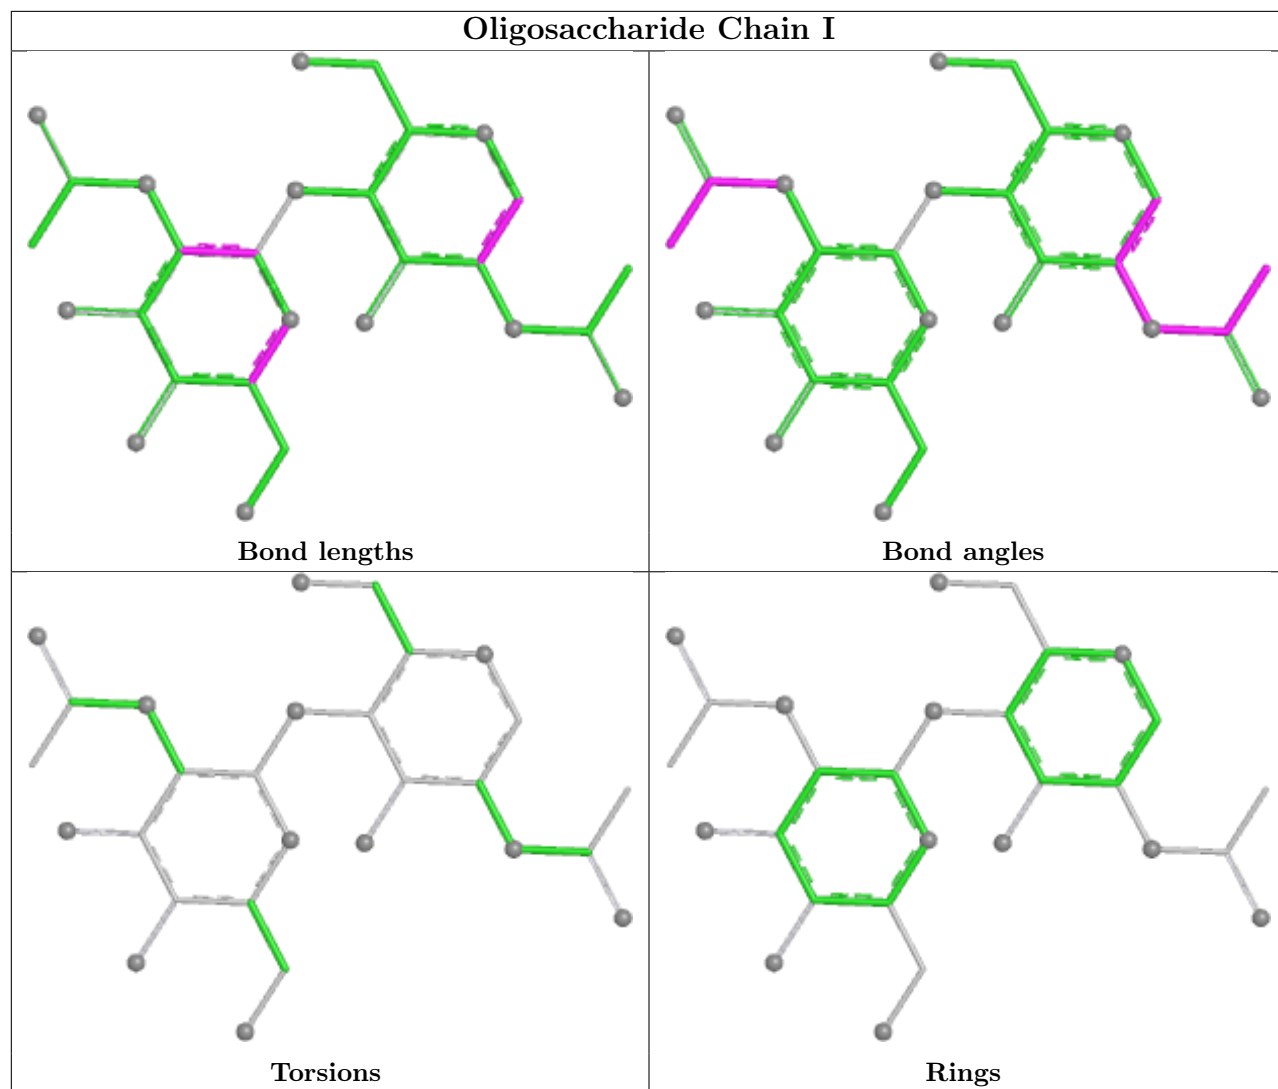 Oligosaccharide Chain I
Bond lengths
Bond angles
Torsions
Rings